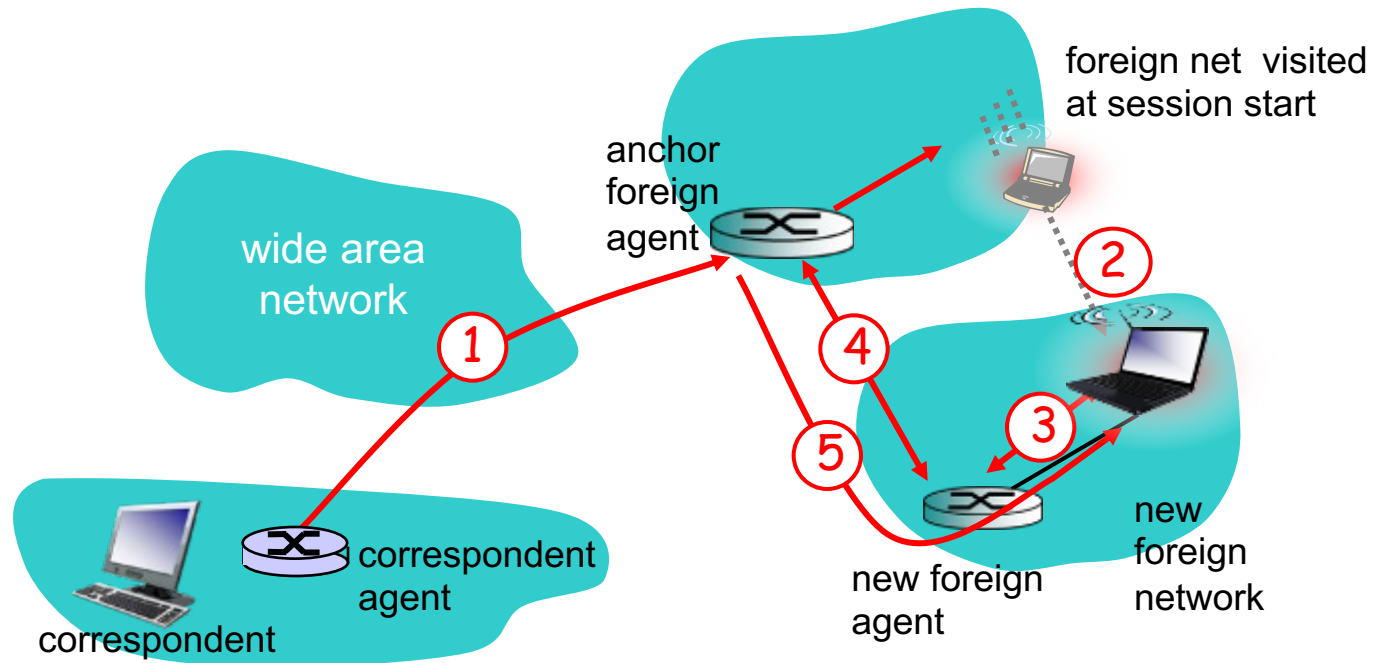 foreign net visited
at session start
anchor
foreign
agent
wide area
network
2
1
4
3
5
correspondent
agent
correspondent
new foreign
agent
new
foreign
network